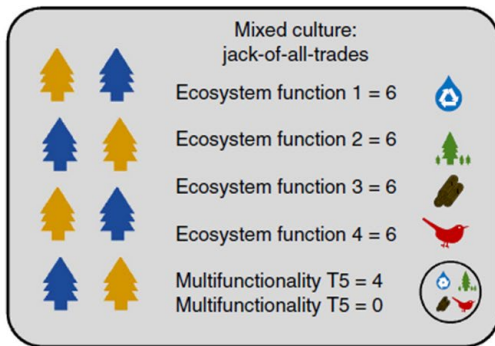 Mixed culture:
jack-of-all-trades
Ecosystem function 1 = 6
Ecosystem function 2 = 6
Ecosystem function 3 = 6
Ecosystem function 4 = 6
Multifunctionality T5 = 4
Multifunctionality T5 = 0